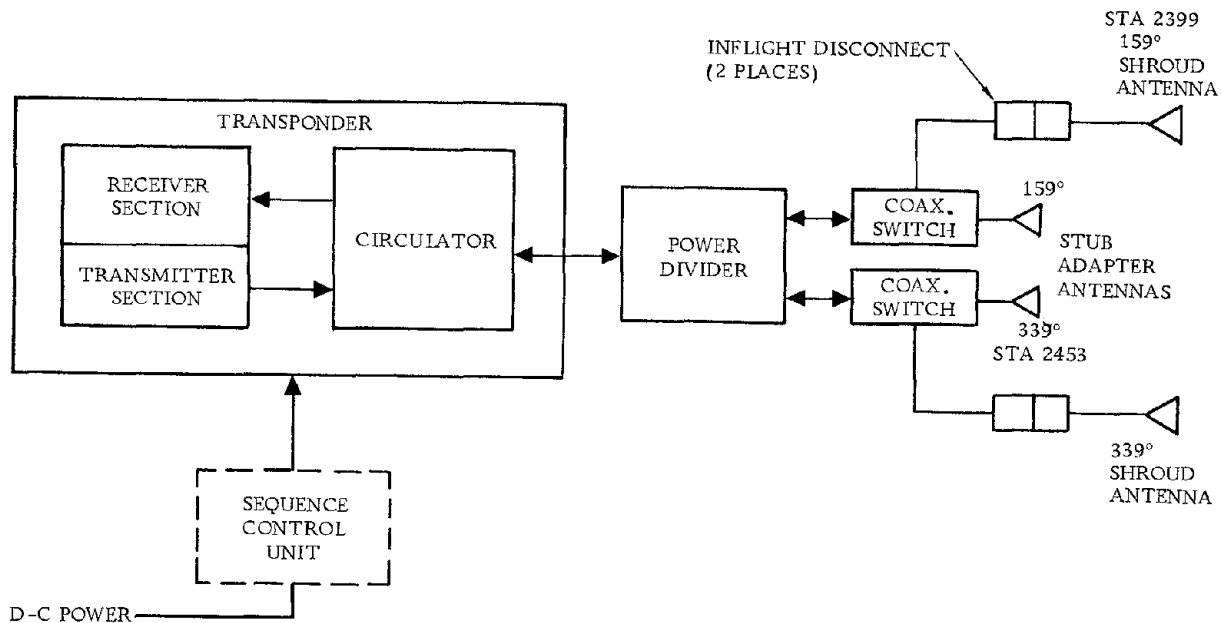 STA 2399
159°
SHROUD
ANTENNA
INFLIGHT DISCONNECT
(2 PLACES)
TRANSPONDER
RECEIVER
SECTION
TRANSMITTER
SECTION
CIRCULATOR
POWER
DIVIDER
COAX.
SWITCH
159°
STUB
ADAPTER
ANTENNAS
COAX.
SWITCH
339°
STA 2453
339°
SHROUD
ANTENNA
SEQUENCE
CONTROL
UNIT
D-C POWER